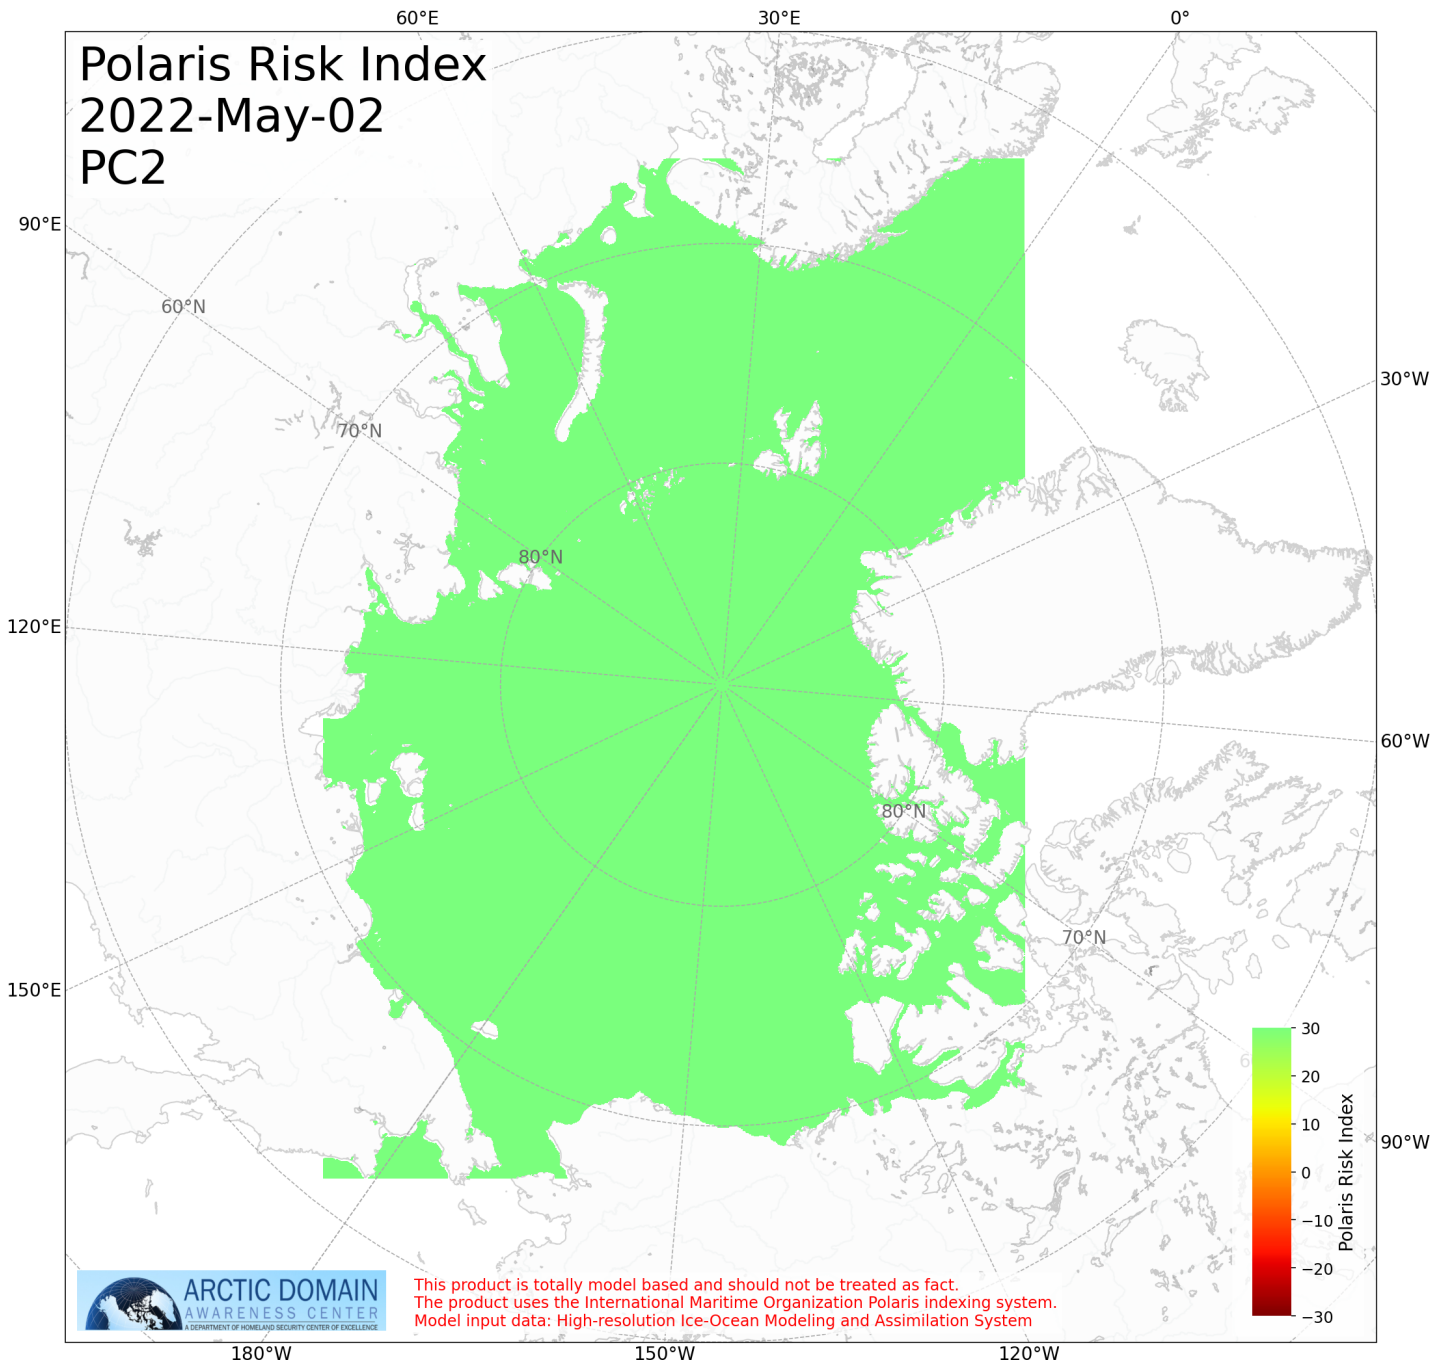 60°E 30°E 0°
Polaris Risk Index
2022-May-02
PC2
90°E
60°N
30°W
70°N
80°N
120°E
60°W
80°N
70°N
150°E
30
20
10
0
−10
−20
−30
Polaris Risk Index
90°W
ARCTIC DOMAIN
AWARENESS CENTER
A DEPARTMENT OF HOMELAND SECURITY CENTER OF EXCELLENCE
This product is totally model based and should not be treated as fact.
The product uses the International Maritime Organization Polaris indexing system.
Model input data: High-resolution Ice-Ocean Modeling and Assimilation System
180°W 150°W 120°W